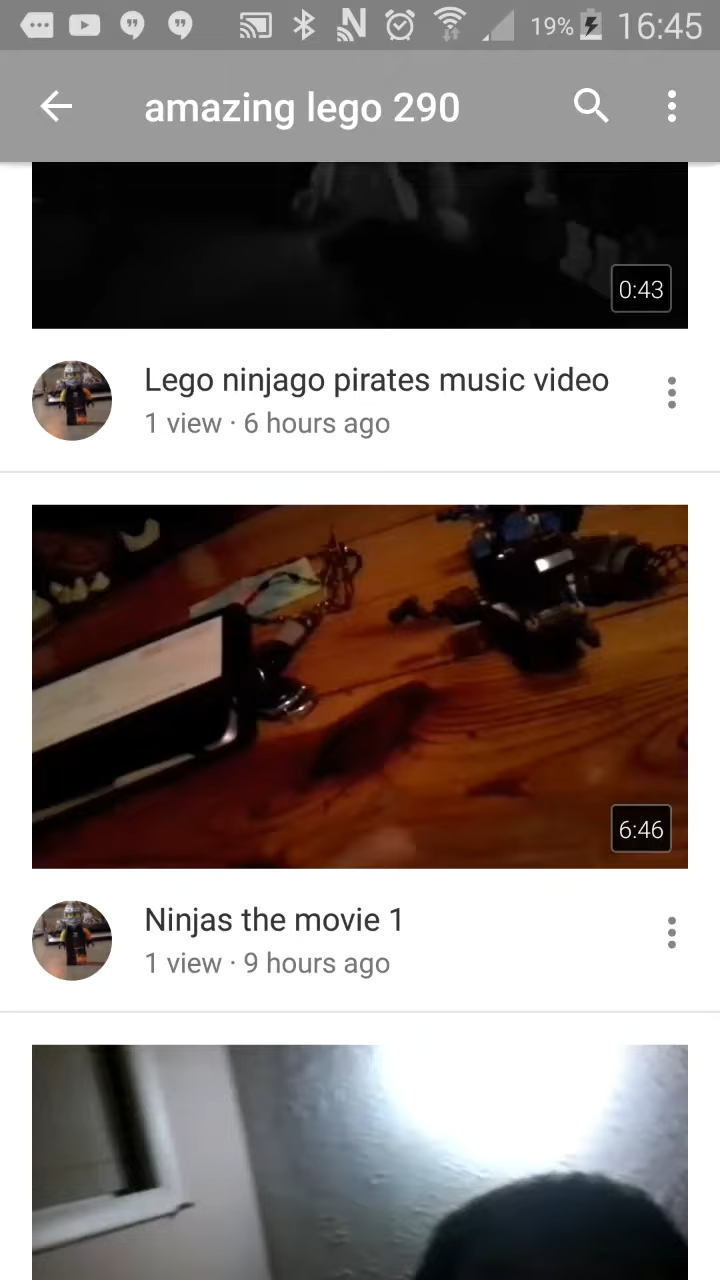 19% 16:45
amazing lego 290
0:43
Lego ninjago pirates music video
1 view · 6 hours ago
6:46
Ninjas the movie 1
1 view · 9 hours ago